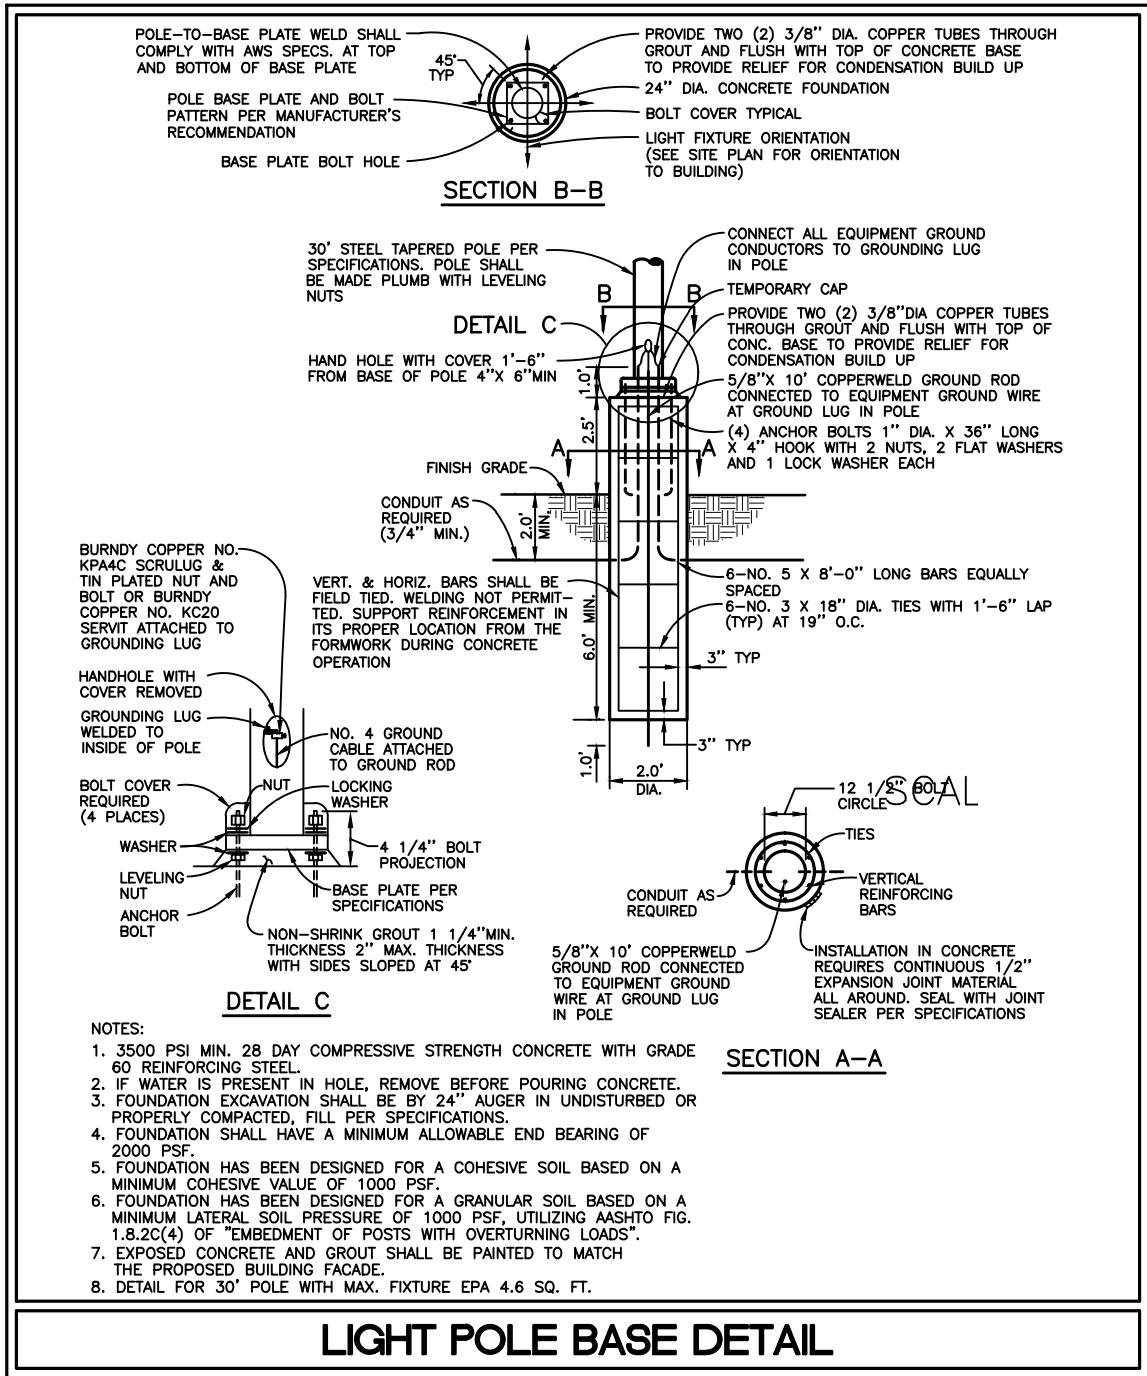 POLE-TO-BASE PLATE WELD SHALL
COMPLY WITH AWS SPECS. AT TOP
AND BOTTOM OF BASE PLATE
45°
TYP
POLE BASE PLATE AND BOLT
PATTERN PER MANUFACTURER'S
RECOMMENDATION
BASE PLATE BOLT HOLE
PROVIDE TWO (2) 3/8" DIA. COPPER TUBES THROUGH
GROUT AND FLUSH WITH TOP OF CONCRETE BASE
TO PROVIDE RELIEF FOR CONDENSATION BUILD UP
24" DIA. CONCRETE FOUNDATION
BOLT COVER TYPICAL
LIGHT FIXTURE ORIENTATION
(SEE SITE PLAN FOR ORIENTATION
TO BUILDING)
SECTION B-B
30' STEEL TAPERED POLE PER
SPECIFICATIONS. POLE SHALL
BE MADE PLUMB WITH LEVELING
NUTS
B
B
DETAIL C
HAND HOLE WITH COVER 1'-6"
FROM BASE OF POLE 4"X 6"MIN
1.0'
2.5'
A
A
FINISH GRADE
CONDUIT AS
REQUIRED
(3/4" MIN.)
2.0'
MIN.
CONNECT ALL EQUIPMENT GROUND
CONDUCTORS TO GROUNDING LUG
IN POLE
TEMPORARY CAP
PROVIDE TWO (2) 3/8"DIA COPPER TUBES
THROUGH GROUT AND FLUSH WITH TOP OF
CONC. BASE TO PROVIDE RELIEF FOR
CONDENSATION BUILD UP
5/8"X 10' COPPERWELD GROUND ROD
CONNECTED TO EQUIPMENT GROUND WIRE
AT GROUND LUG IN POLE
(4) ANCHOR BOLTS 1" DIA. X 36" LONG
X 4" HOOK WITH 2 NUTS, 2 FLAT WASHERS
AND 1 LOCK WASHER EACH
VERT. & HORIZ. BARS SHALL BE
FIELD TIED. WELDING NOT PERMIT-
TED. SUPPORT REINFORCEMENT IN
ITS PROPER LOCATION FROM THE
FORMWORK DURING CONCRETE
OPERATION
6.0' MIN.
6-NO. 5 X 8'-0" LONG BARS EQUALLY
SPACED
6-NO. 3 X 18" DIA. TIES WITH 1'-6" LAP
(TYP) AT 19" O.C.
3" TYP
3" TYP
1.0'
2.0'
DIA.
BURNDY COPPER NO.
KPA4C SCRULUG &
TIN PLATED NUT AND
BOLT OR BURNDY
COPPER NO. KC20
SERVIT ATTACHED TO
GROUNDING LUG
HANDHOLE WITH
COVER REMOVED
GROUNDING LUG
WELDED TO
INSIDE OF POLE
BOLT COVER
REQUIRED
(4 PLACES)
WASHER
LEVELING
NUT
ANCHOR
BOLT
NO. 4 GROUND
CABLE ATTACHED
TO GROUND ROD
NUT
LOCKING
WASHER
4 1/4" BOLT
PROJECTION
BASE PLATE PER
SPECIFICATIONS
NON-SHRINK GROUT 1 1/4"MIN.
THICKNESS 2" MAX. THICKNESS
WITH SIDES SLOPED AT 45°
DETAIL C
12 1/2" BOLT
CIRCLE
SCAL
TIES
CONDUIT AS
REQUIRED
VERTICAL
REINFORCING
BARS
5/8"X 10' COPPERWELD
GROUND ROD CONNECTED
TO EQUIPMENT GROUND
WIRE AT GROUND LUG
IN POLE
INSTALLATION IN CONCRETE
REQUIRES CONTINUOUS 1/2"
EXPANSION JOINT MATERIAL
ALL AROUND. SEAL WITH JOINT
SEALER PER SPECIFICATIONS
SECTION A-A
NOTES:
1. 3500 PSI MIN. 28 DAY COMPRESSIVE STRENGTH CONCRETE WITH GRADE
60 REINFORCING STEEL.
2. IF WATER IS PRESENT IN HOLE, REMOVE BEFORE POURING CONCRETE.
3. FOUNDATION EXCAVATION SHALL BE BY 24" AUGER IN UNDISTURBED OR
PROPERLY COMPACTED, FILL PER SPECIFICATIONS.
4. FOUNDATION SHALL HAVE A MINIMUM ALLOWABLE END BEARING OF
2000 PSF.
5. FOUNDATION HAS BEEN DESIGNED FOR A COHESIVE SOIL BASED ON A
MINIMUM COHESIVE VALUE OF 1000 PSF.
6. FOUNDATION HAS BEEN DESIGNED FOR A GRANULAR SOIL BASED ON A
MINIMUM LATERAL SOIL PRESSURE OF 1000 PSF, UTILIZING AASHTO FIG.
1.8.2C(4) OF "EMBEDMENT OF POSTS WITH OVERTURNING LOADS".
7. EXPOSED CONCRETE AND GROUT SHALL BE PAINTED TO MATCH
THE PROPOSED BUILDING FACADE.
8. DETAIL FOR 30' POLE WITH MAX. FIXTURE EPA 4.6 SQ. FT.
LIGHT POLE BASE DETAIL